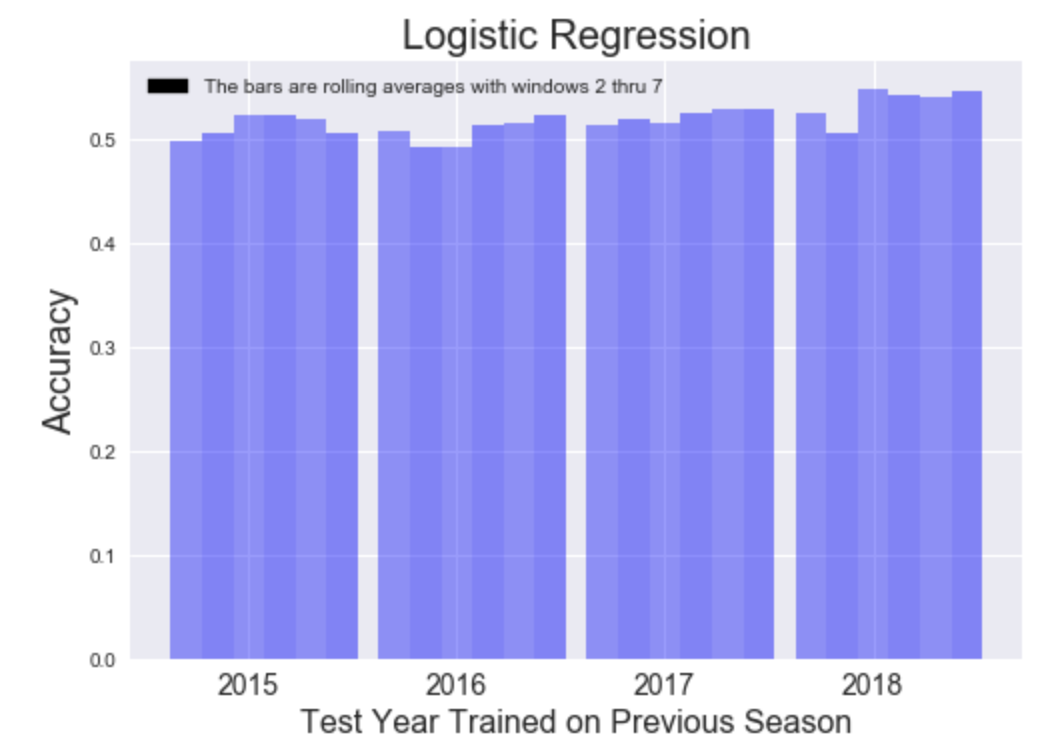 Logistic Regression
The bars are rolling averages with windows 2 thru 7
0.5
0.4
0.3
0.2
0.1
0.0
Accuracy
2015 2016 2017 2018
Test Year Trained on Previous Season